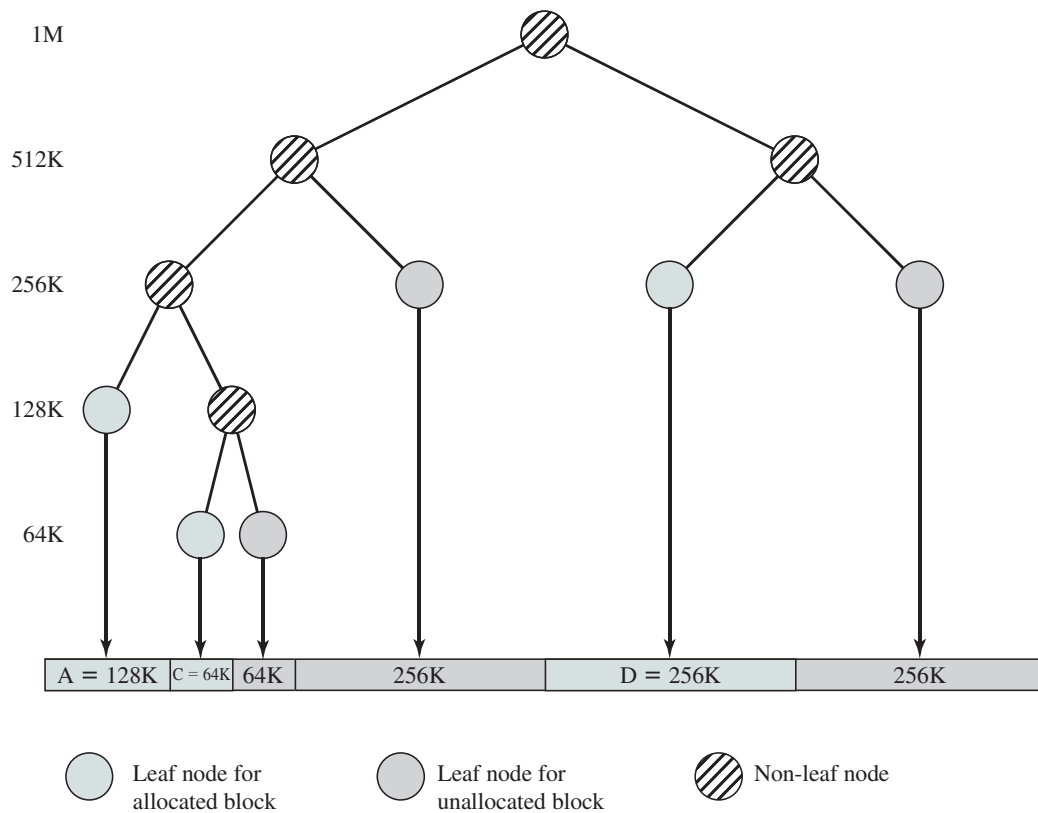 1M
512K
256K
128K
64K
A = 128K
C = 64K
64K
256K
D = 256K
256K
Leaf node for
allocated block
Leaf node for
unallocated block
Non-leaf node